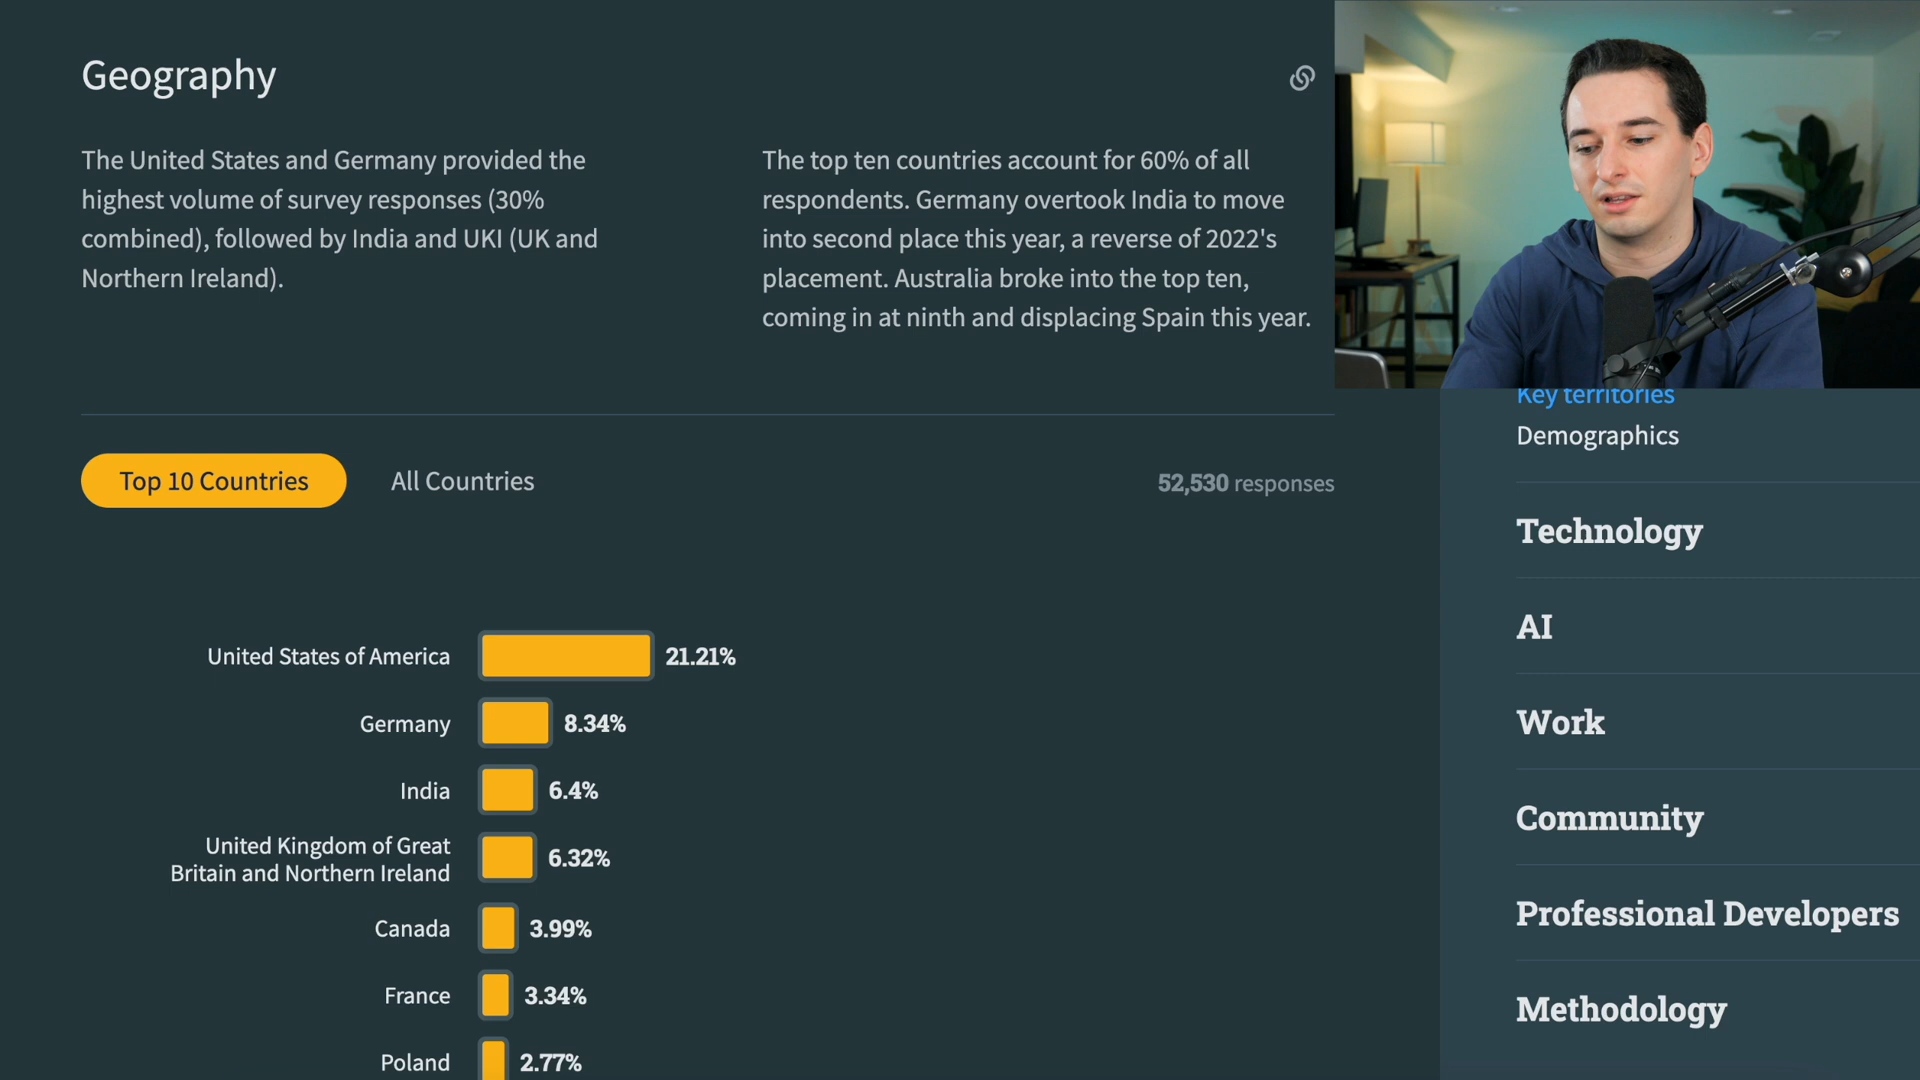 Geography
The United States and Germany provided the
highest volume of survey responses (30%
combined), followed by India and UKI (UK and
Northern Ireland).
The top ten countries account for 60% of all
respondents. Germany overtook India to move
into second place this year, a reverse of 2022's
placement. Australia broke into the top ten,
coming in at ninth and displacing Spain this year.
Top 10 Countries
All Countries
52,530 responses
United States of America
21.21%
Germany
8.34%
India
6.4%
United Kingdom of Great
Britain and Northern Ireland
6.32%
Canada
3.99%
France
3.34%
Poland
2.77%
Key territories
Demographics
Technology
AI
Work
Community
Professional Developers
Methodology